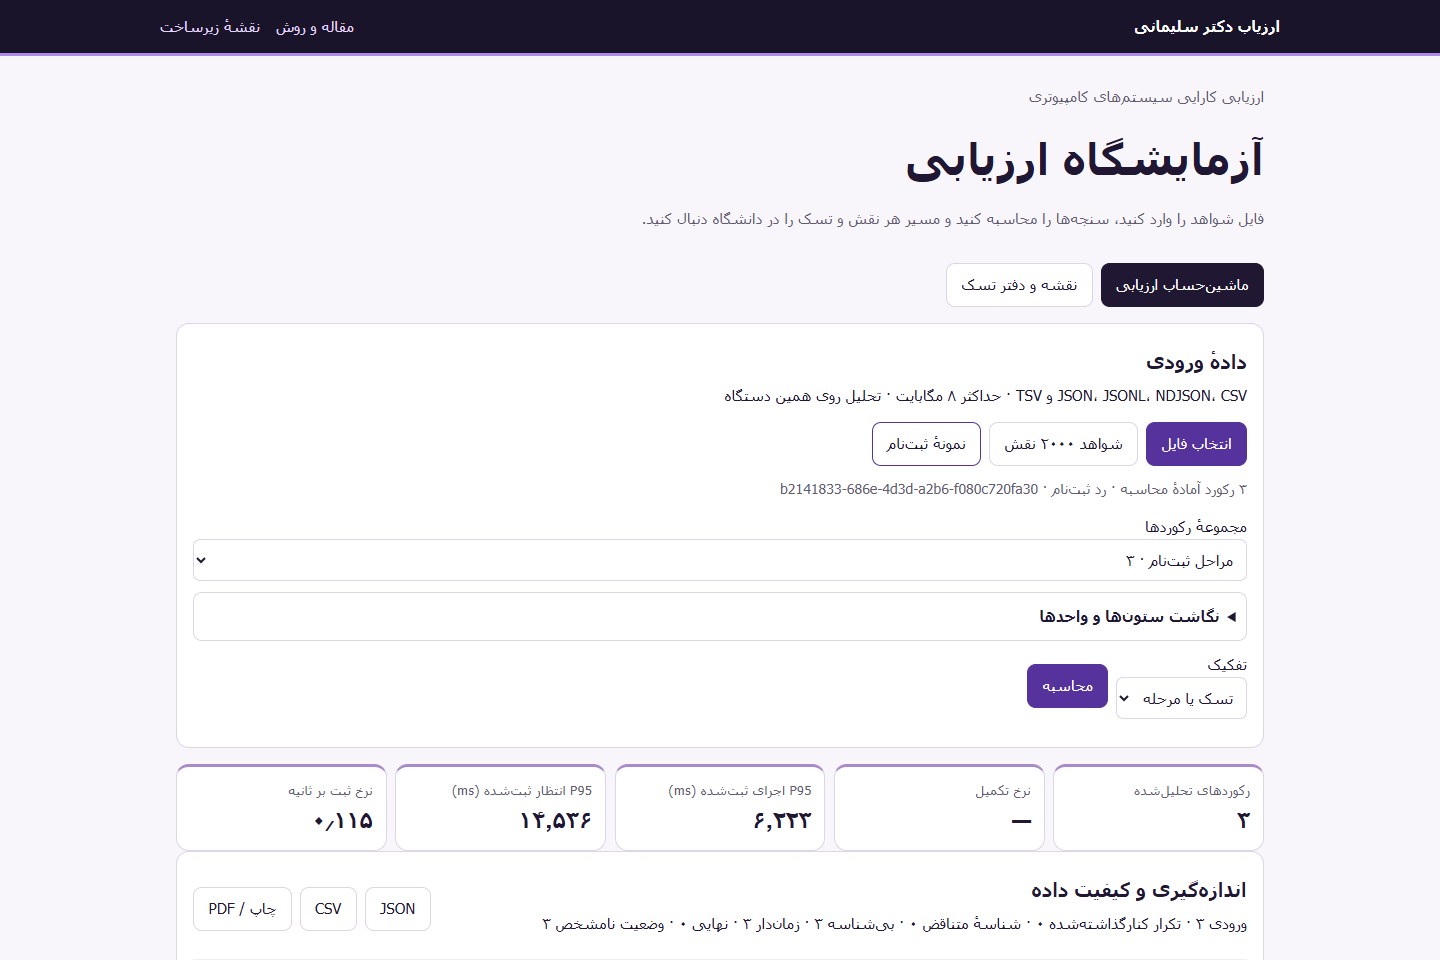 ارزیاب دکتر سلیمانی
مقاله و روش نقشهٔ زیرساخت
ارزیابی کارایی سیستم‌های کامپیوتری
آزمایشگاه ارزیابی
فایل شواهد را وارد کنید، سنجه‌ها را محاسبه کنید و مسیر هر نقش و تسک را در دانشگاه دنبال کنید.
ماشین‌حساب ارزیابی
نقشه و دفتر تسک
دادهٔ ورودی
JSON، JSONL، NDJSON، CSV و TSV · حداکثر ۸ مگابایت · تحلیل روی همین دستگاه
انتخاب فایل
شواهد ۲۰۰۰ نقش
نمونهٔ ثبت‌نام
۳ رکورد آمادهٔ محاسبه · رد ثبت‌نام · b2141833-686e-4d3d-a2b6-f080c720fa30
مجموعهٔ رکوردها
مراحل ثبت‌نام · ۳
نگاشت ستون‌ها و واحدها
تفکیک
تسک یا مرحله
محاسبه
رکوردهای تحلیل‌شده
۳
نرخ تکمیل
—
P95 اجرای ثبت‌شده (ms)
۶,۲۳۳
P95 انتظار ثبت‌شده (ms)
۱۴,۵۳۶
نرخ ثبت بر ثانیه
۰٫۱۱۵
اندازه‌گیری و کیفیت داده
ورودی ۳ · تکرار کنارگذاشته‌شده ۰ · شناسهٔ متناقض ۰ · بی‌شناسه ۳ · زمان‌دار ۳ · نهایی ۰ · وضعیت نامشخص ۳
JSON
CSV
چاپ / PDF